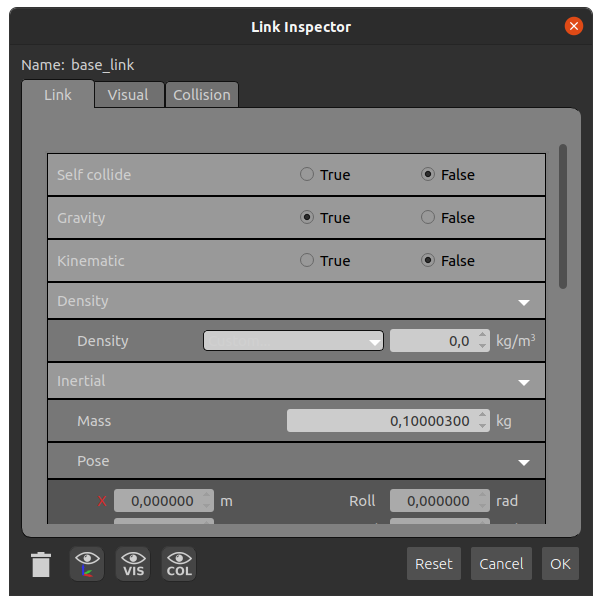 Link Inspector
Name: base_link
Link Visual Collision
Self collide True False
Gravity True False
Kinematic True False
Density
Density 0,0 kg/m³
Inertial
Mass 0,10000300 kg
Pose
X 0,000000 m Roll 0,000000 rad
VIS COL Reset Cancel OK